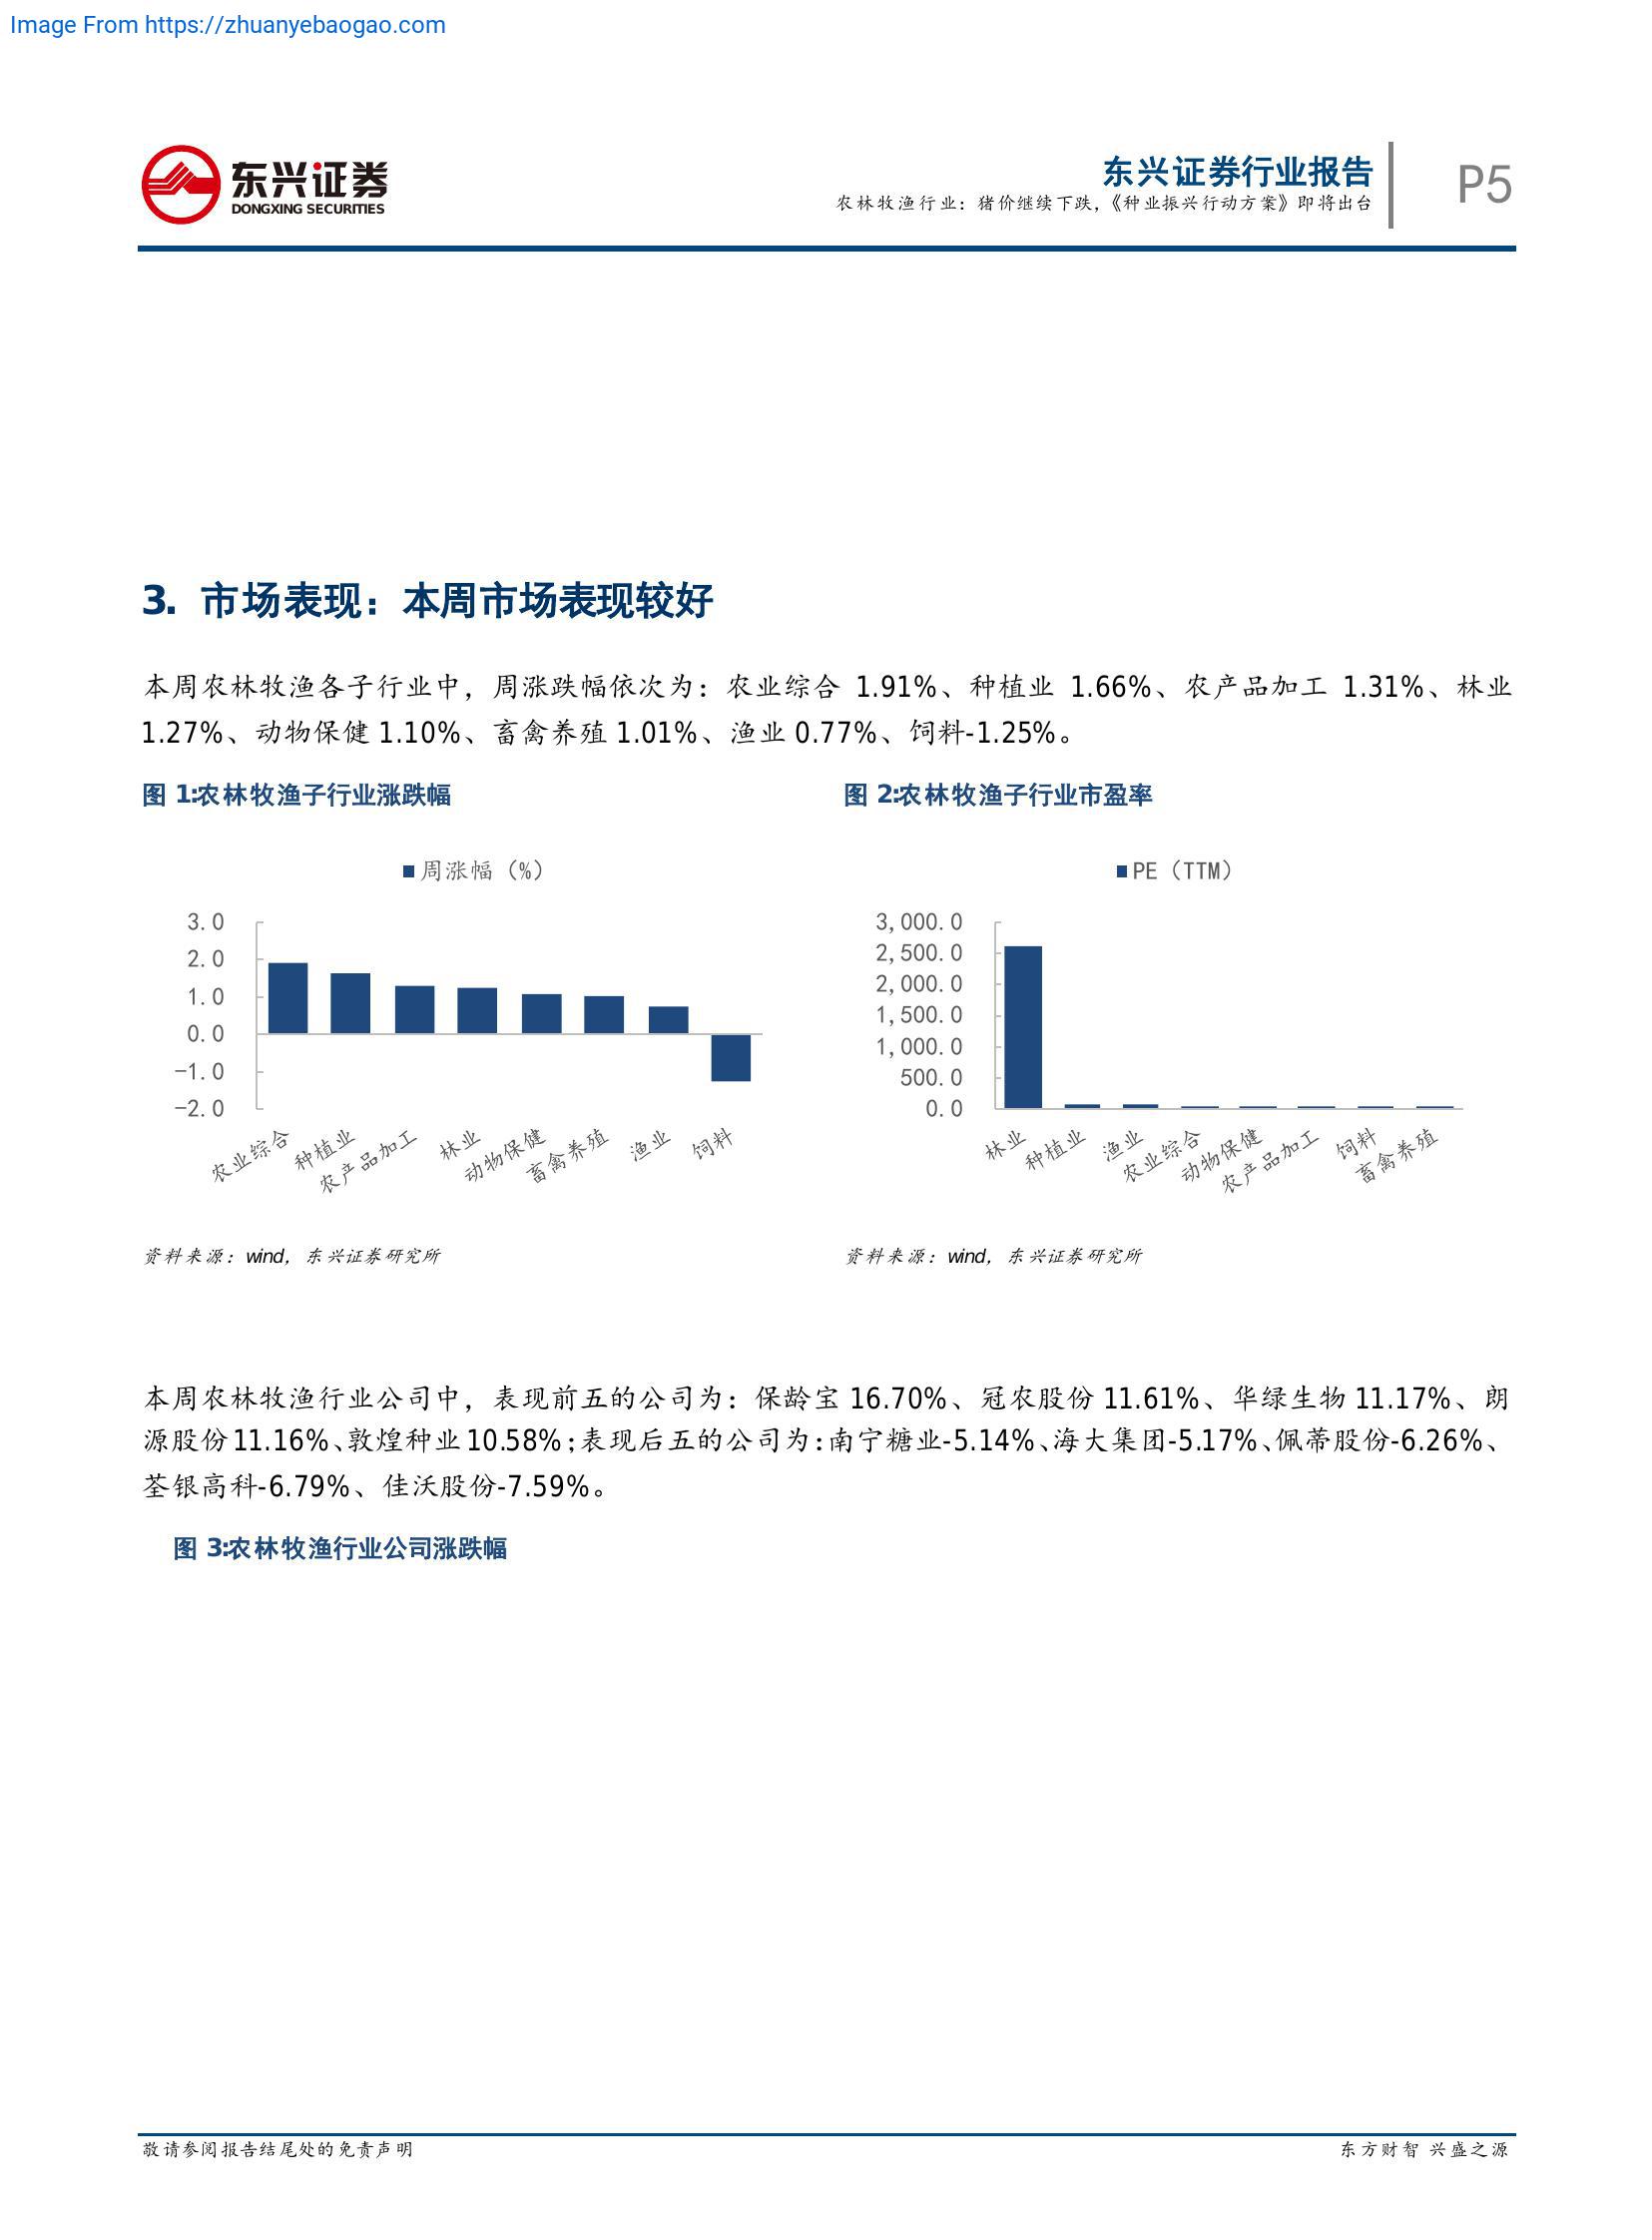 Image From https://zhuanyebaogao.com
东兴证券
DONGXING SECURITIES
东兴证券行业报告
农林牧渔行业：猪价继续下跌，《种业振兴行动方案》即将出台
P5
3. 市场表现：本周市场表现较好
本周农林牧渔各子行业中，周涨跌幅依次为：农业综合 1.91%、种植业 1.66%、农产品加工 1.31%、林业
1.27%、动物保健 1.10%、畜禽养殖 1.01%、渔业 0.77%、饲料-1.25%。
图 1:农林牧渔子行业涨跌幅
周涨幅（%）
3.0
2.0
1.0
0.0
-1.0
-2.0
农业综合
种植业
农产品加工
林业
动物保健
畜禽养殖
渔业
饲料
资料来源：wind，东兴证券研究所
图 2:农林牧渔子行业市盈率
PE（TTM）
3,000.0
2,500.0
2,000.0
1,500.0
1,000.0
500.0
0.0
林业
种植业
渔业
农业综合
动物保健
农产品加工
饲料
畜禽养殖
资料来源：wind，东兴证券研究所
本周农林牧渔行业公司中，表现前五的公司为：保龄宝 16.70%、冠农股份 11.61%、华绿生物 11.17%、朗
源股份 11.16%、敦煌种业 10.58%；表现后五的公司为：南宁糖业-5.14%、海大集团-5.17%、佩蒂股份-6.26%、
荃银高科-6.79%、佳沃股份-7.59%。
图 3:农林牧渔行业公司涨跌幅
敬请参阅报告结尾处的免责声明
东方财智 兴盛之源